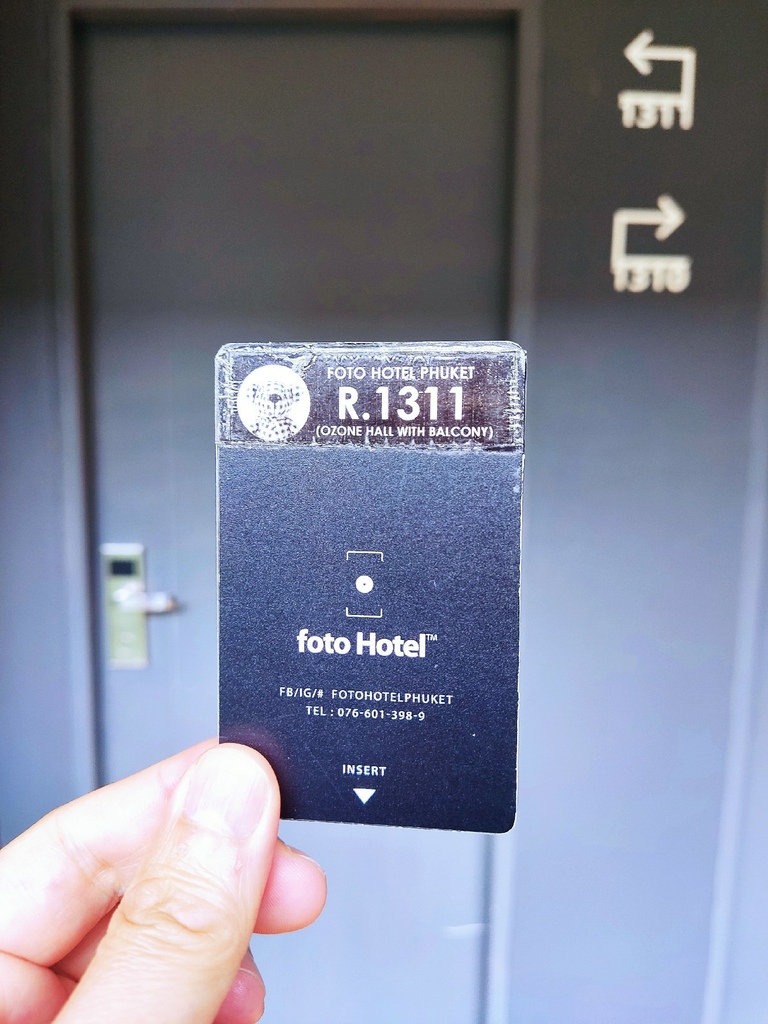 1311
1310
FOTO HOTEL PHUKET
R.1311
(OZONE HALL WITH BALCONY)
foto Hotel™
FB/IG/# FOTOHOTELPHUKET
TEL : 076-601-398-9
INSERT